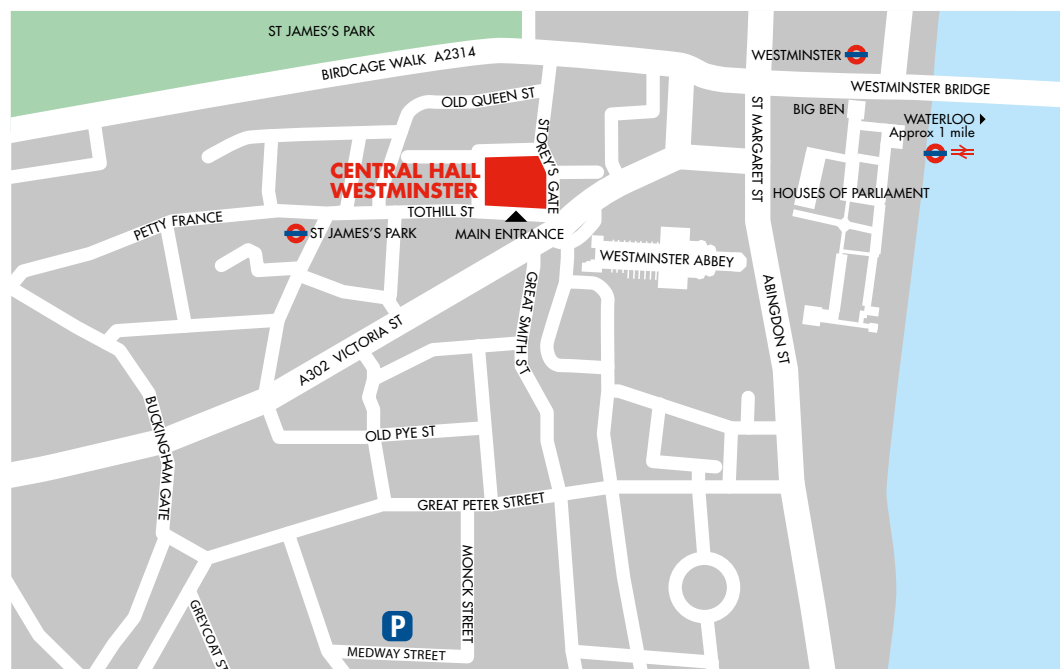 ST JAMES'S PARK
BIRDCAGE WALK A2314
WESTMINSTER
WESTMINSTER BRIDGE
OLD QUEEN ST
BIG BEN
WATERLOO
Approx 1 mile
STOREY'S GATE
ST MARGARET ST
CENTRAL HALL
WESTMINSTER
HOUSES OF PARLIAMENT
TOTHILL ST
PETTY FRANCE
ST JAMES'S PARK
MAIN ENTRANCE
WESTMINSTER ABBEY
GREAT SMITH ST
ABINGDON ST
A302 VICTORIA ST
BUCKINGHAM GATE
OLD PYE ST
GREAT PETER STREET
MONCK STREET
GREYCOAT ST
P
MEDWAY STREET